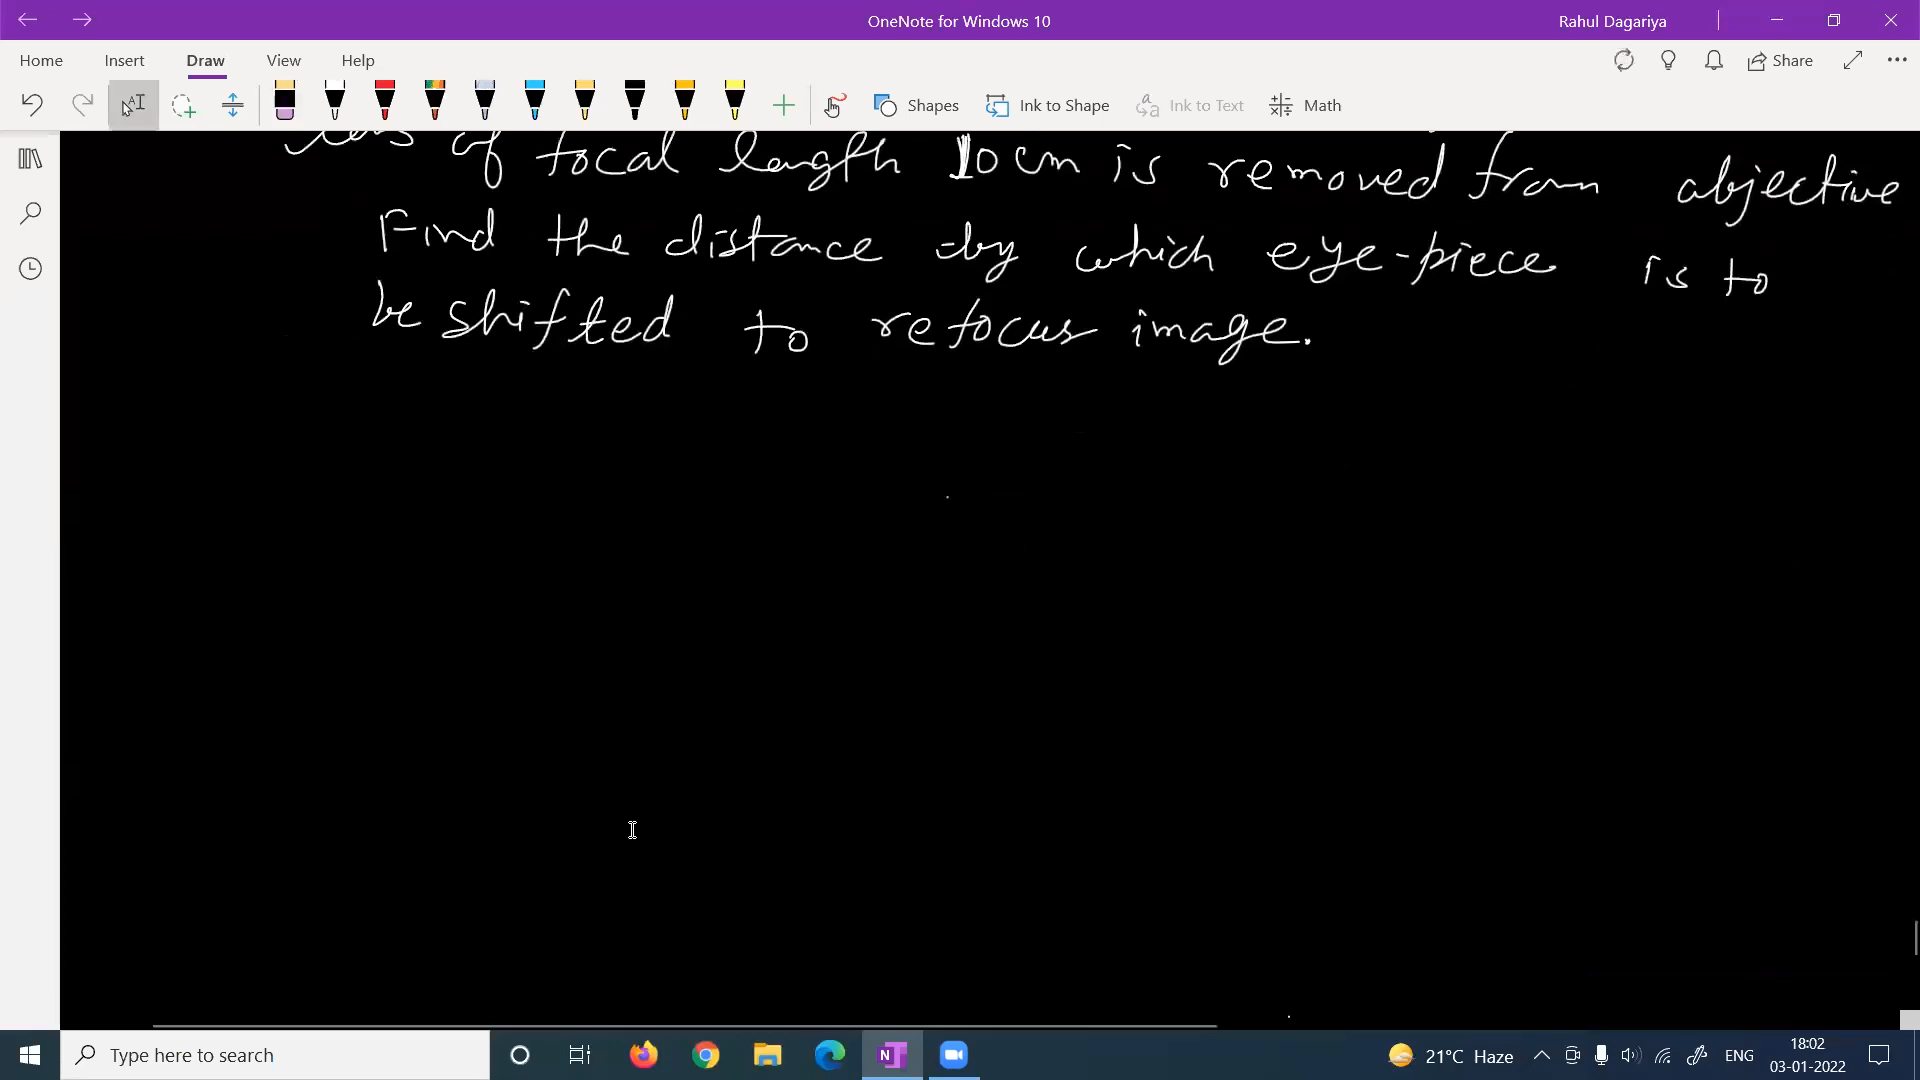 OneNote for Windows 10
Rahul Dagariya
Home Insert Draw View Help
Share
Shapes Ink to Shape Ink to Text Math
of focal length 10 cm is removed from objective
Find the distance by which eye-piece is to
be shifted to refocus image.
Type here to search
21°C Haze
ENG
18:02
03-01-2022